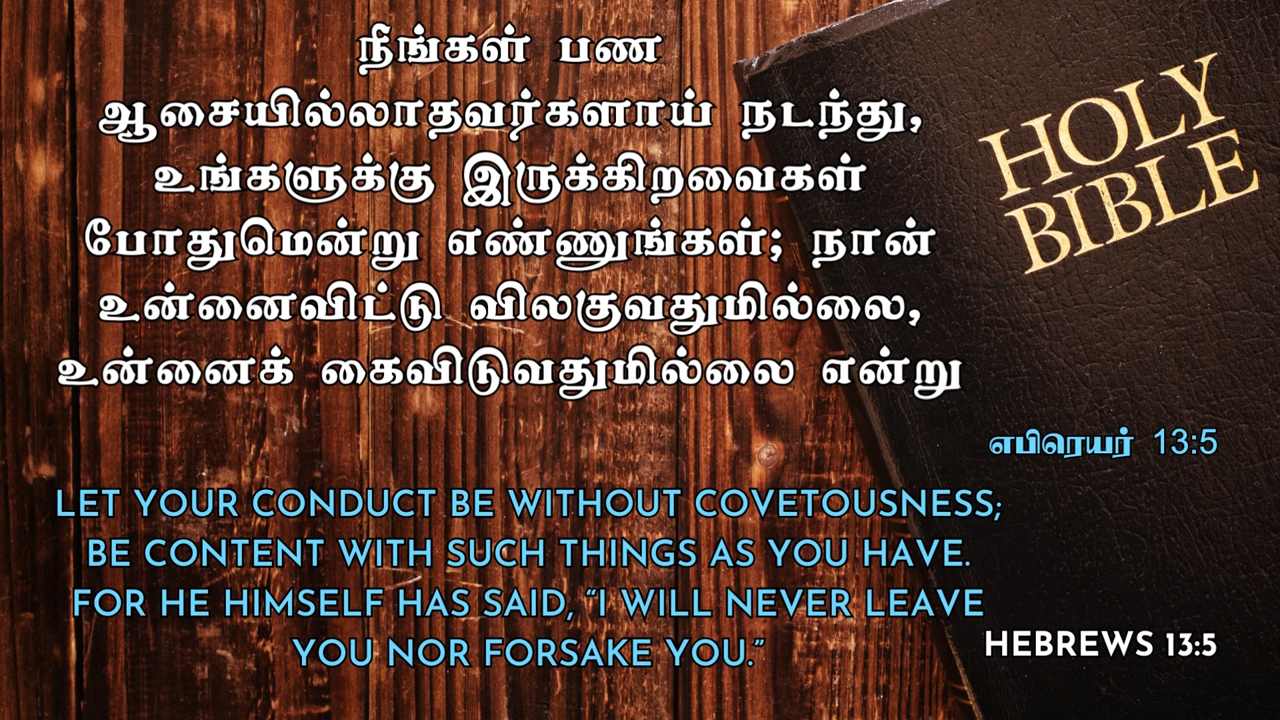 நீங்கள் பண
ஆசையில்லாதவர்களாய் நடந்து,
உங்களுக்கு இருக்கிறவைகள்
போதுமென்று எண்ணுங்கள்; நான்
உன்னைவிட்டு விலகுவதுமில்லை,
உன்னைக் கைவிடுவதுமில்லை என்று
எபிரெயர் 13:5
LET YOUR CONDUCT BE WITHOUT COVETOUSNESS;
BE CONTENT WITH SUCH THINGS AS YOU HAVE.
FOR HE HIMSELF HAS SAID, “I WILL NEVER LEAVE
YOU NOR FORSAKE YOU.”
HEBREWS 13:5
HOLY
BIBLE